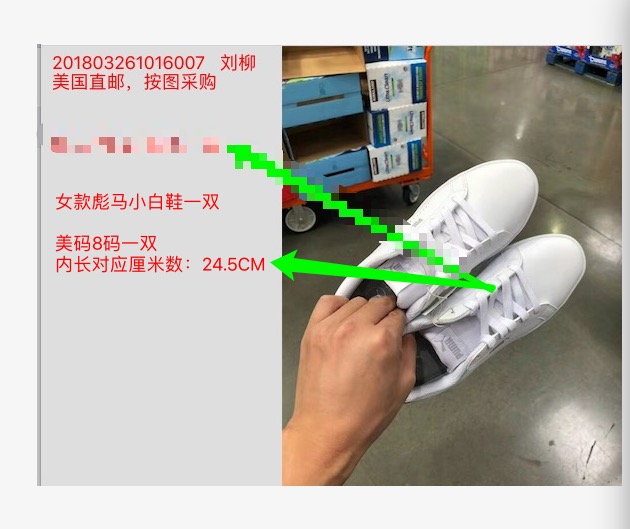 201803261016007 刘柳
美国直邮，按图采购
女款彪马小白鞋一双
美码8码一双
内长对应厘米数：24.5CM
PUMA